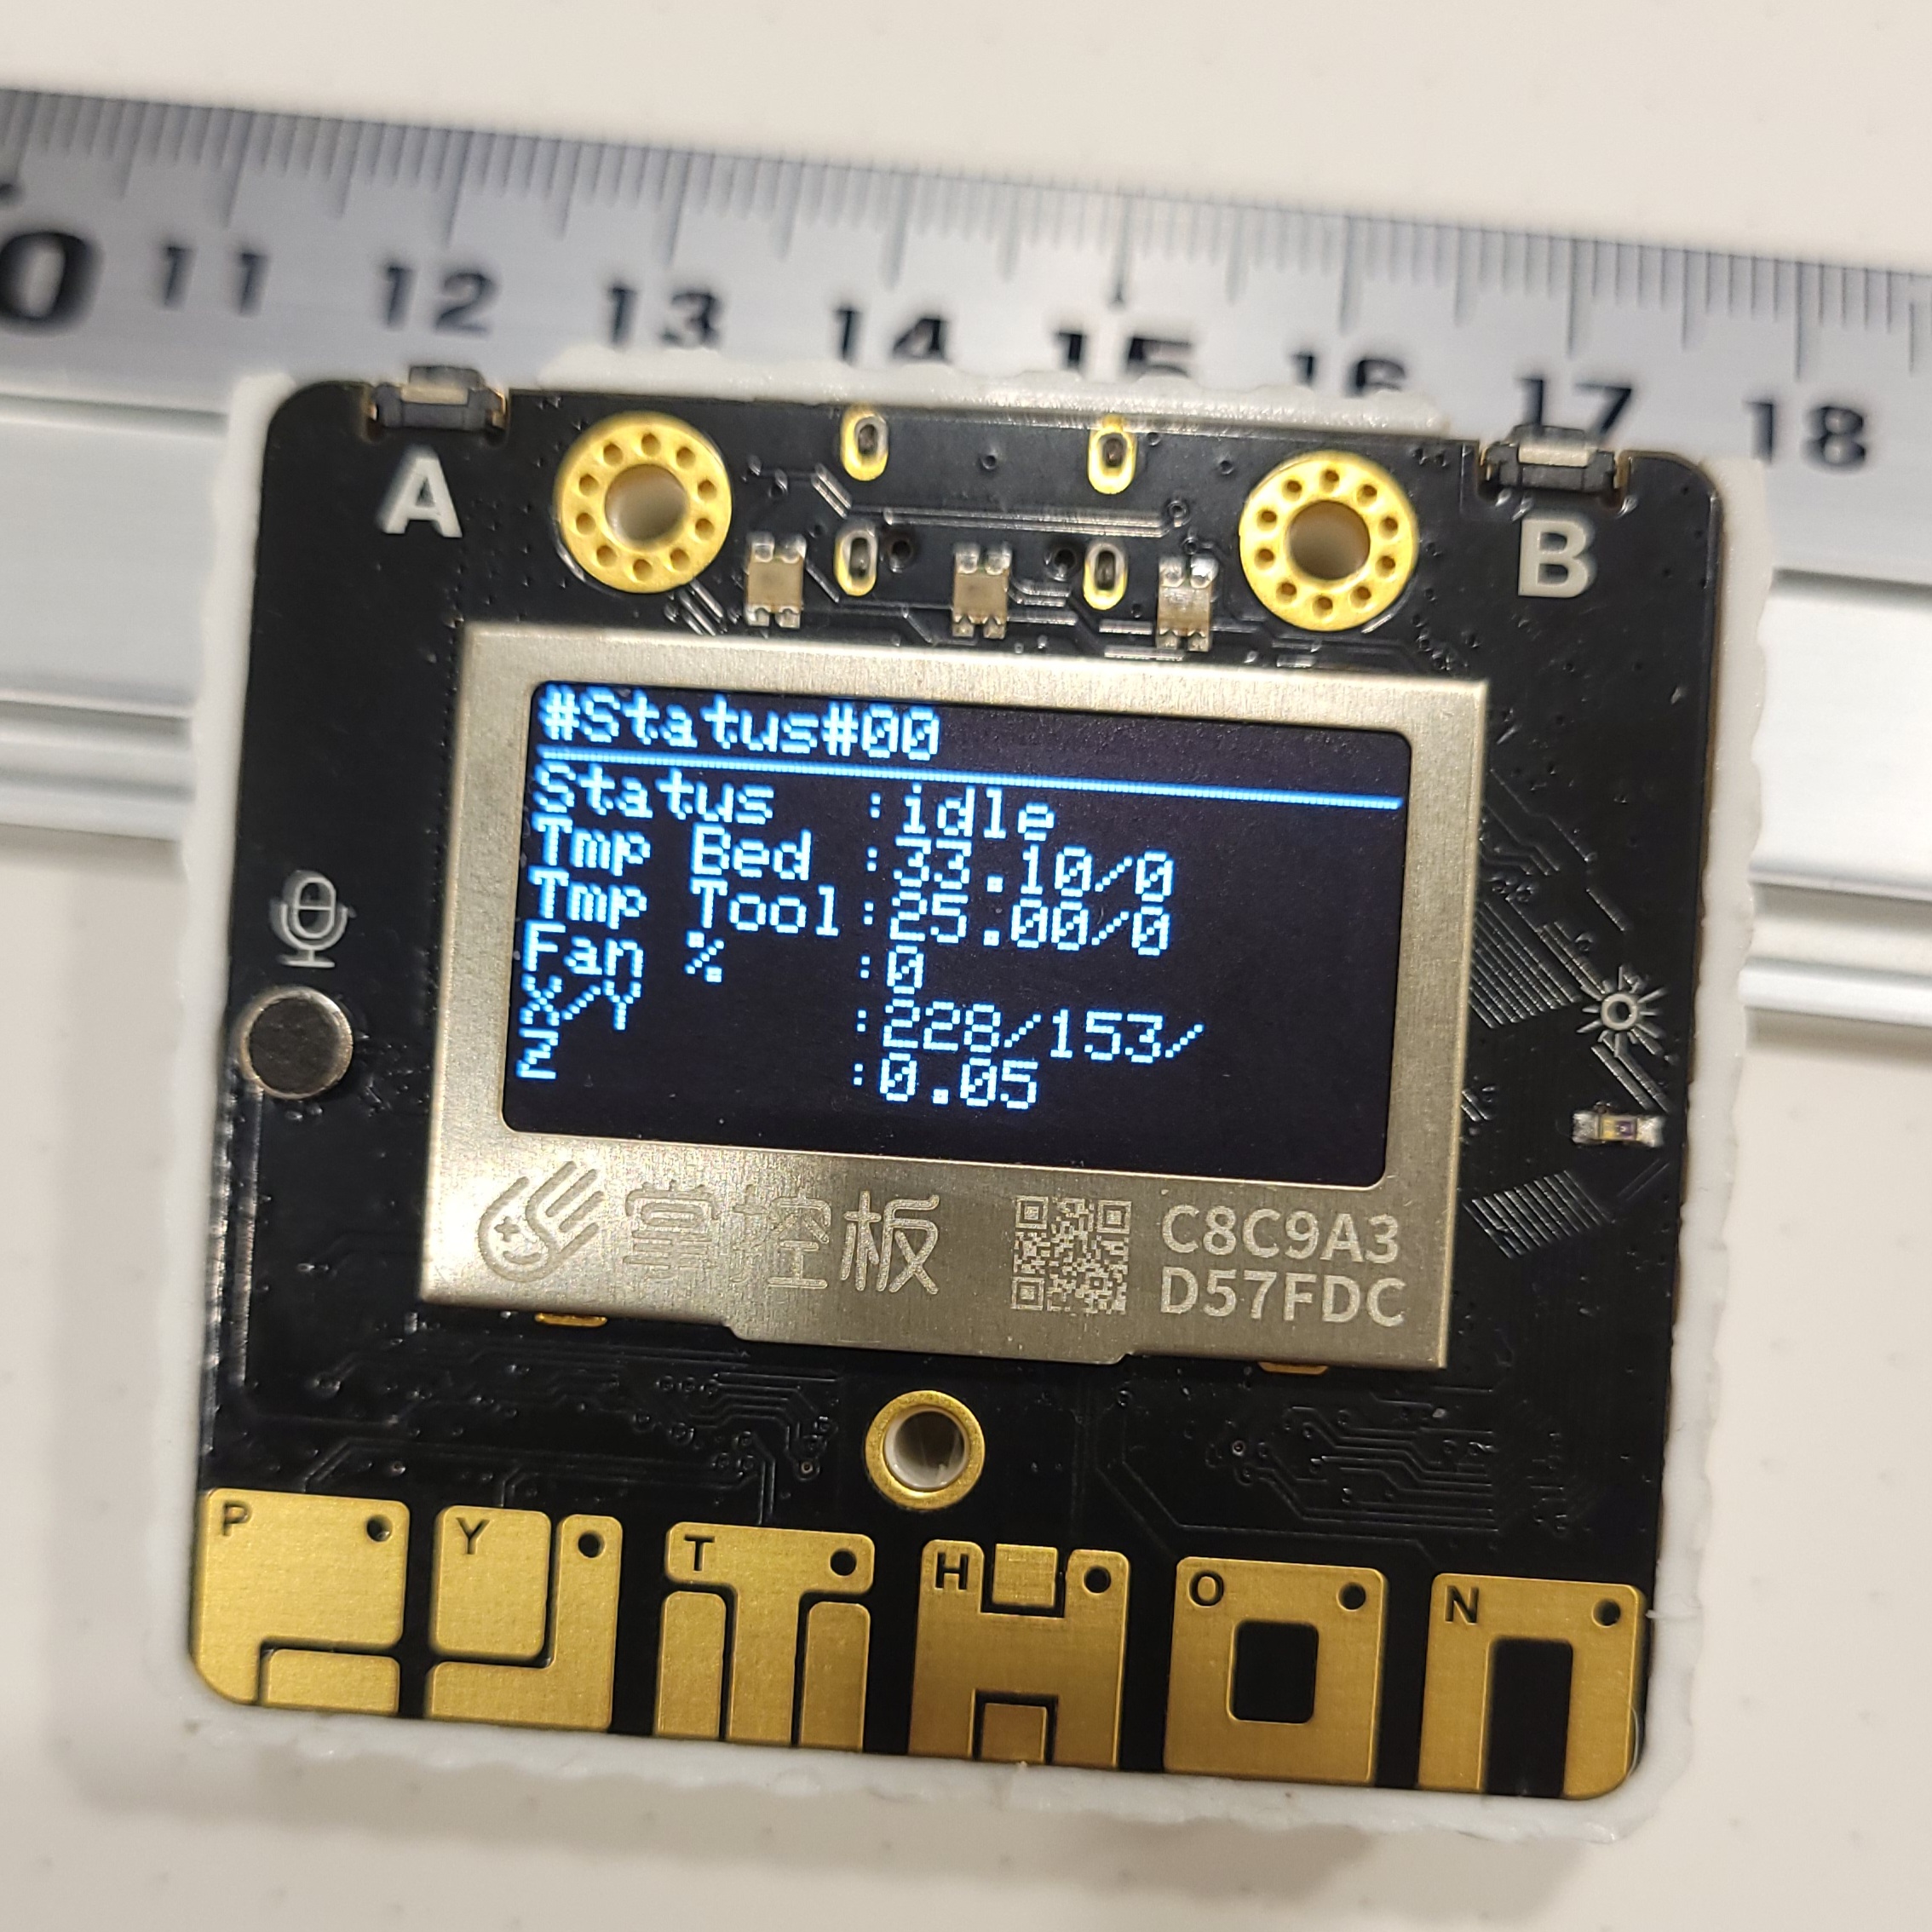 0 11 12 13 14 15 16 17 18
A
B
#Status#00
Status :idle
Tmp Bed :33.10/0
Tmp Tool:25.00/0
Fan % :0
X/Y :228/153/
Z :0.05
掌控板
C8C9A3
D57FDC
P Y T H O N